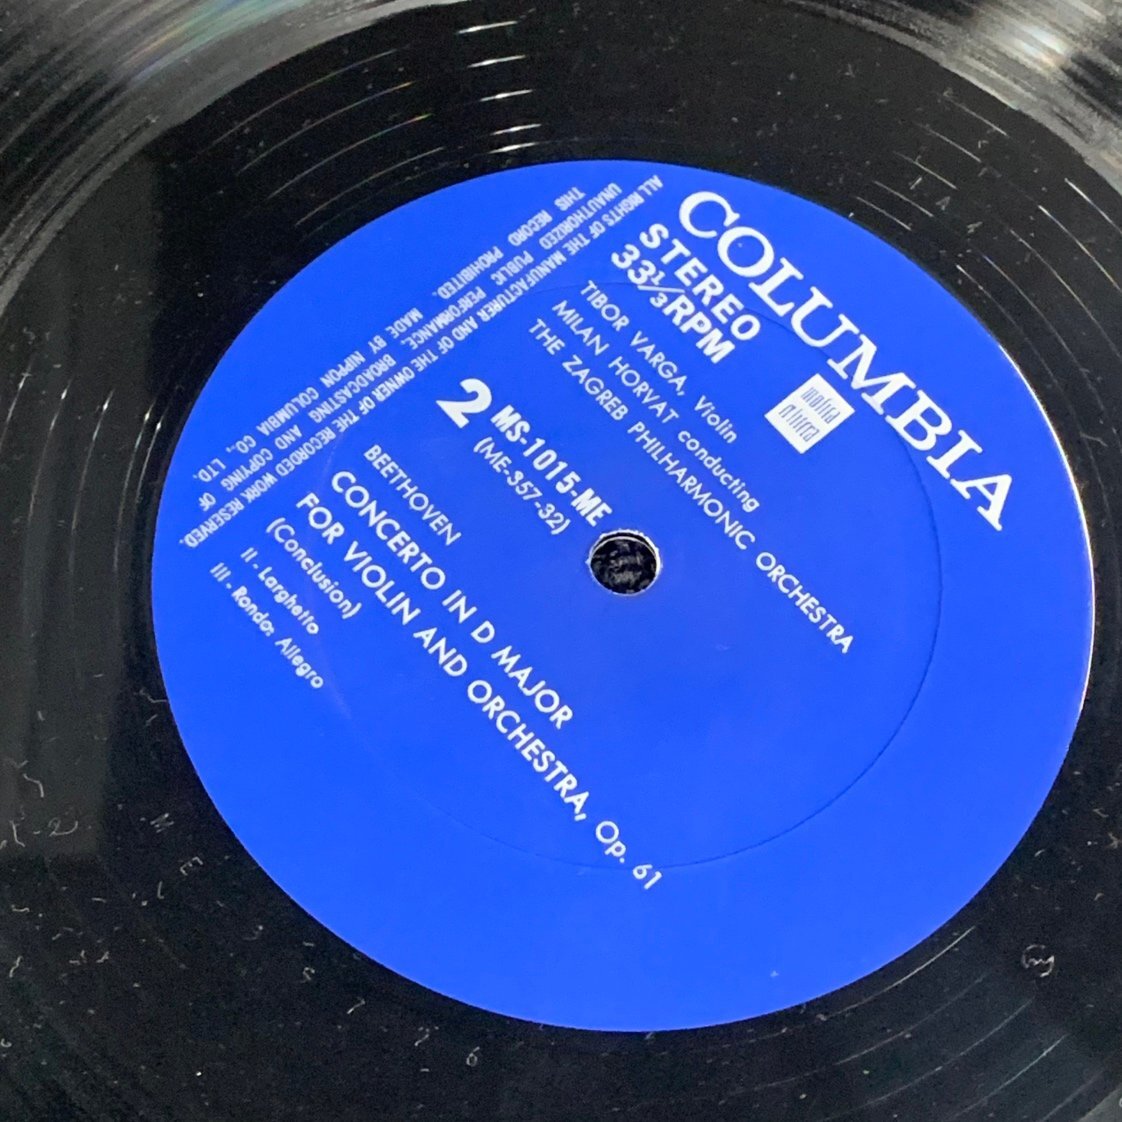 COLUMBIA
STEREO
33⅓RPM
TIBOR VARGA, Violin
MILAN HORVAT conducting
THE ZAGREB PHILHARMONIC ORCHESTRA
2
MS-1015-ME
(ME-357-32)
BEETHOVEN
CONCERTO IN D MAJOR
FOR VIOLIN AND ORCHESTRA, Op. 61
(Conclusion)
II - Larghetto
III - Rondo: Allegro
ALL RIGHTS OF THE MANUFACTURER AND OF THE OWNER OF THE RECORDED WORK RESERVED.
UNAUTHORIZED PUBLIC PERFORMANCE, BROADCASTING AND COPYING OF
THIS RECORD PROHIBITED. MADE BY NIPPON COLUMBIA CO., LTD.